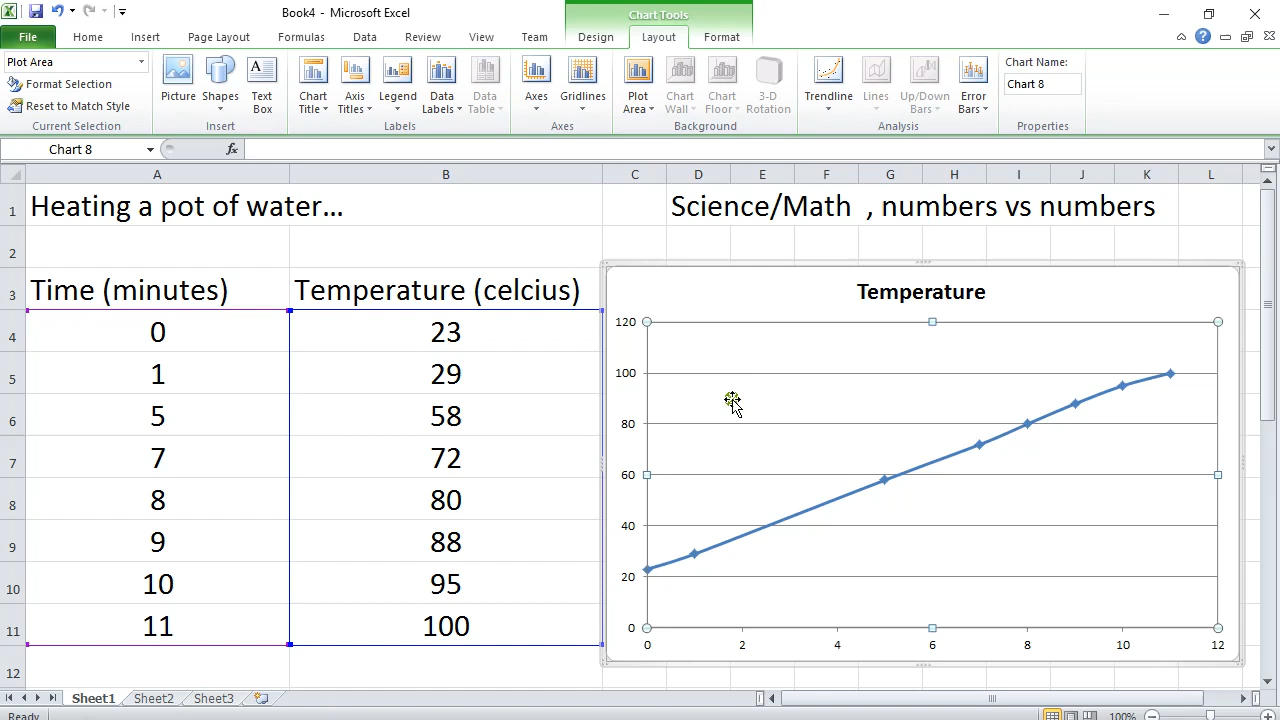 Book4 - Microsoft Excel
Chart Tools
File Home Insert Page Layout Formulas Data Review View Team Design Layout Format
Plot Area
Format Selection
Reset to Match Style
Current Selection
Picture Shapes Text Box
Insert
Chart Title Axis Titles Legend Data Labels Data Table
Labels
Axes Gridlines
Axes
Plot Area Chart Wall Chart Floor 3-D Rotation
Background
Trendline Lines Up/Down Bars Error Bars
Analysis
Chart Name:
Chart 8
Properties
Chart 8 fx
A B C D E F G H I J K L
1 Heating a pot of water... Science/Math , numbers vs numbers
2
3 Time (minutes) Temperature (celcius)
4 0 23
5 1 29
6 5 58
7 7 72
8 8 80
9 9 88
10 10 95
11 11 100
12
Temperature
120
100
80
60
40
20
0
0 2 4 6 8 10 12
Sheet1 Sheet2 Sheet3
Ready 100%